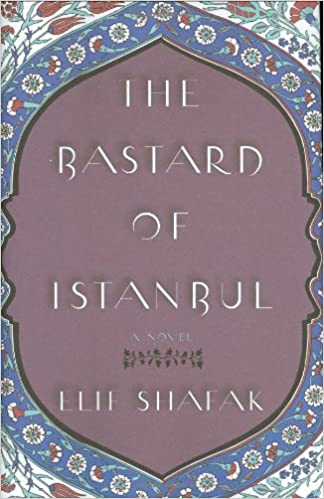 THE
BASTARD
OF
ISTANBUL
A NOVEL
ELIF SHAFAK